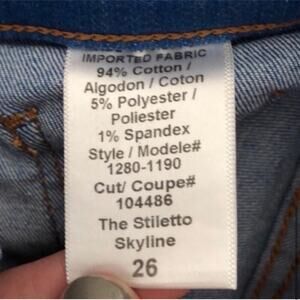 IMPORTED FABRIC
94% Cotton /
Algodon / Coton
5% Polyester /
Poliester
1% Spandex
Style / Modele#
1280-1190
Cut/ Coupe#
104486
The Stiletto
Skyline
26